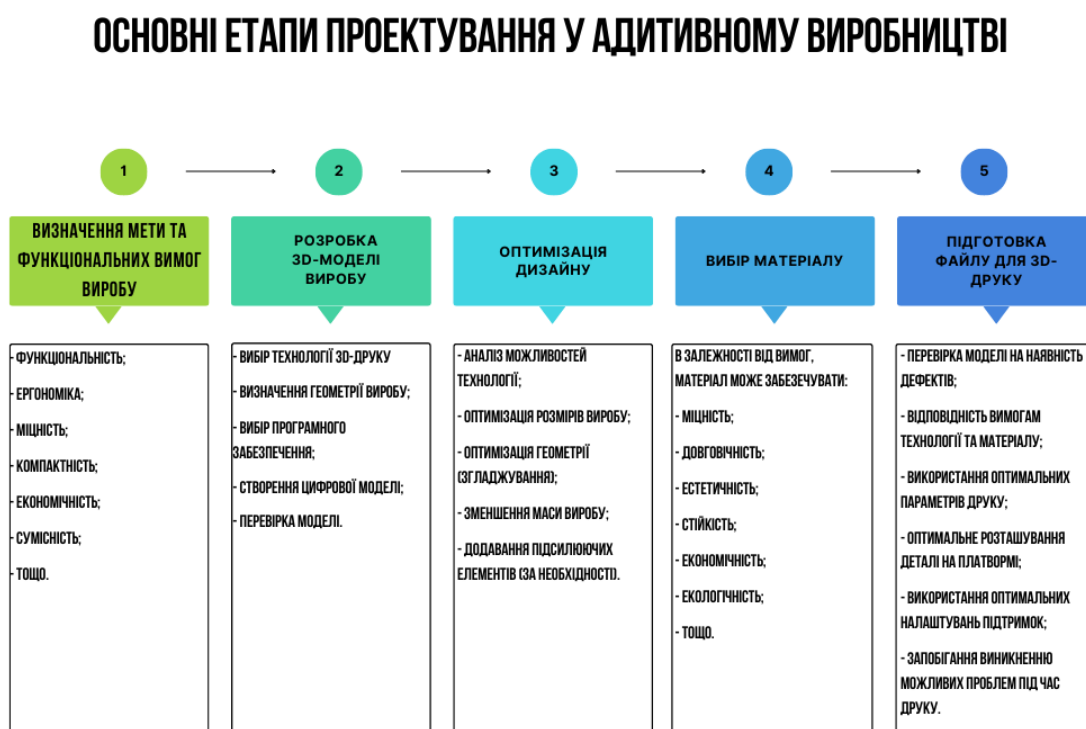 ОСНОВНІ ЕТАПИ ПРОЕКТУВАННЯ У АДИТИВНОМУ ВИРОБНИЦТВІ
1
2
3
4
5
ВИЗНАЧЕННЯ МЕТИ ТА
ФУНКЦІОНАЛЬНИХ ВИМОГ
ВИРОБУ
- ФУНКЦІОНАЛЬНІСТЬ;
- ЕРГОНОМІКА;
- МІЦНІСТЬ;
- КОМПАКТНІСТЬ;
- ЕКОНОМІЧНІСТЬ;
- СУМІСНІСТЬ;
- ТОЩО.
РОЗРОБКА
3D-МОДЕЛІ
ВИРОБУ
- ВИБІР ТЕХНОЛОГІЇ 3D-ДРУКУ
- ВИЗНАЧЕННЯ ГЕОМЕТРІЇ ВИРОБУ;
- ВИБІР ПРОГРАМНОГО
ЗАБЕЗПЕЧЕННЯ;
- СТВОРЕННЯ ЦИФРОВОЇ МОДЕЛІ;
- ПЕРЕВІРКА МОДЕЛІ.
ОПТИМІЗАЦІЯ
ДИЗАЙНУ
- АНАЛІЗ МОЖЛИВОСТЕЙ
ТЕХНОЛОГІЇ;
- ОПТИМІЗАЦІЯ РОЗМІРІВ ВИРОБУ;
- ОПТИМІЗАЦІЯ ГЕОМЕТРІЇ
(ЗГЛАДЖУВАННЯ);
- ЗМЕНШЕННЯ МАСИ ВИРОБУ;
- ДОДАВАННЯ ПІДСИЛЮЮЧИХ
ЕЛЕМЕНТІВ (ЗА НЕОБХІДНОСТІ).
ВИБІР МАТЕРІАЛУ
В ЗАЛЕЖНОСТІ ВІД ВИМОГ,
МАТЕРІАЛ МОЖЕ ЗАБЕЗЕЧУВАТИ:
- МІЦНІСТЬ;
- ДОВГОВІЧНІСТЬ;
- ЕСТЕТИЧНІСТЬ;
- СТІЙКІСТЬ;
- ЕКОНОМІЧНІСТЬ;
- ЕКОЛОГІЧНІСТЬ;
- ТОЩО.
ПІДГОТОВКА
ФАЙЛУ ДЛЯ 3D-
ДРУКУ
- ПЕРЕВІРКА МОДЕЛІ НА НАЯВНІСТЬ
ДЕФЕКТІВ;
- ВІДПОВІДНІСТЬ ВИМОГАМ
ТЕХНОЛОГІЇ ТА МАТЕРІАЛУ;
- ВИКОРИСТАННЯ ОПТИМАЛЬНИХ
ПАРАМЕТРІВ ДРУКУ;
- ОПТИМАЛЬНЕ РОЗТАШУВАННЯ
ДЕТАЛІ НА ПЛАТВОРМІ;
- ВИКОРИСТАННЯ ОПТИМАЛЬНИХ
НАЛАШТУВАНЬ ПІДТРИМОК;
- ЗАПОБІГАННЯ ВИНИКНЕННЮ
МОЖЛИВИХ ПРОБЛЕМ ПІД ЧАС
ДРУКУ.